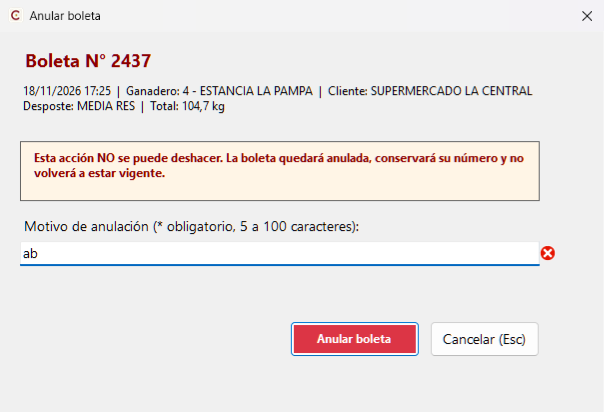 Anular boleta
Boleta N° 2437
18/11/2026 17:25 | Ganadero: 4 - ESTANCIA LA PAMPA | Cliente: SUPERMERCADO LA CENTRAL
Desposte: MEDIA RES | Total: 104,7 kg
Esta acción NO se puede deshacer. La boleta quedará anulada, conservará su número y no
volverá a estar vigente.
Motivo de anulación (* obligatorio, 5 a 100 caracteres):
ab
Anular boleta
Cancelar (Esc)